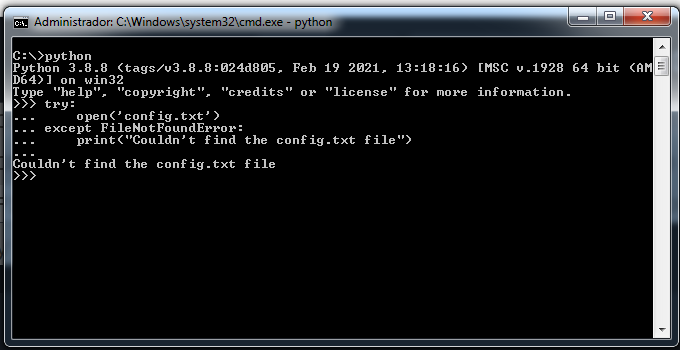 Administrador: C:\Windows\system32\cmd.exe - python
C:\>python
Python 3.8.8 (tags/v3.8.8:024d805, Feb 19 2021, 13:18:16) [MSC v.1928 64 bit (AM
D64)] on win32
Type "help", "copyright", "credits" or "license" for more information.
>>> try:
...     open('config.txt')
... except FileNotFoundError:
...     print("Couldn't find the config.txt file")
...
Couldn't find the config.txt file
>>>